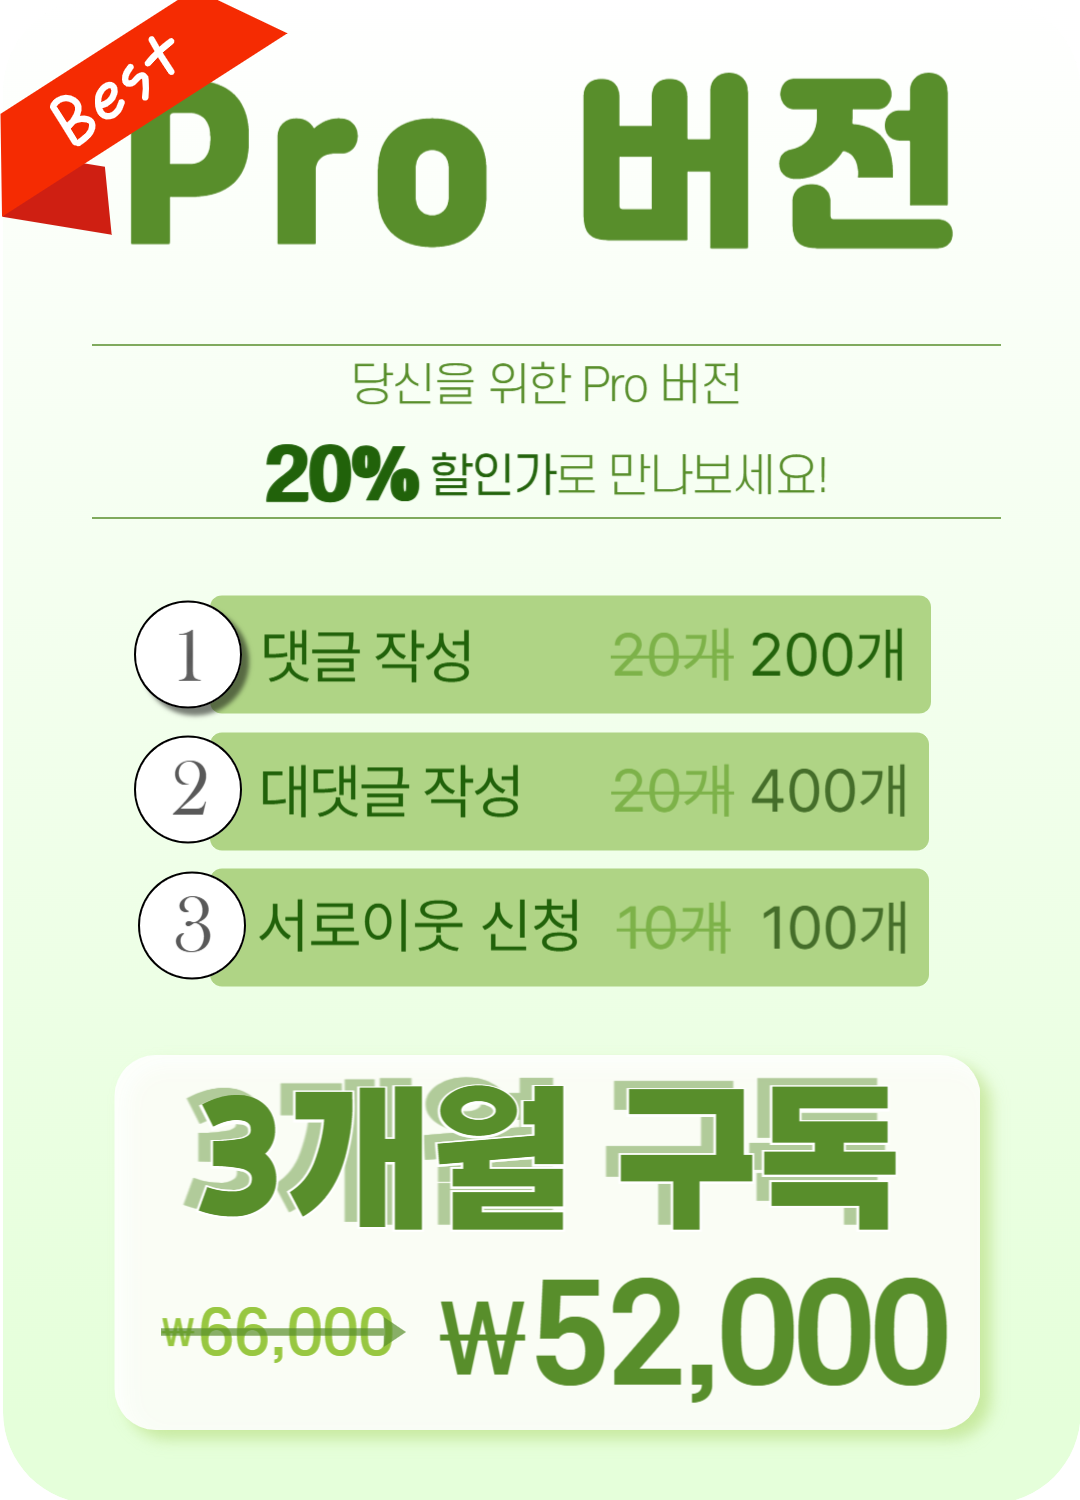 Best
Pro 버전
당신을 위한 Pro 버전
20% 할인가로 만나보세요!
1 댓글 작성 20개 200개
2 대댓글 작성 20개 400개
3 서로이웃 신청 10개 100개
3개월 구독
₩66,000 ₩52,000